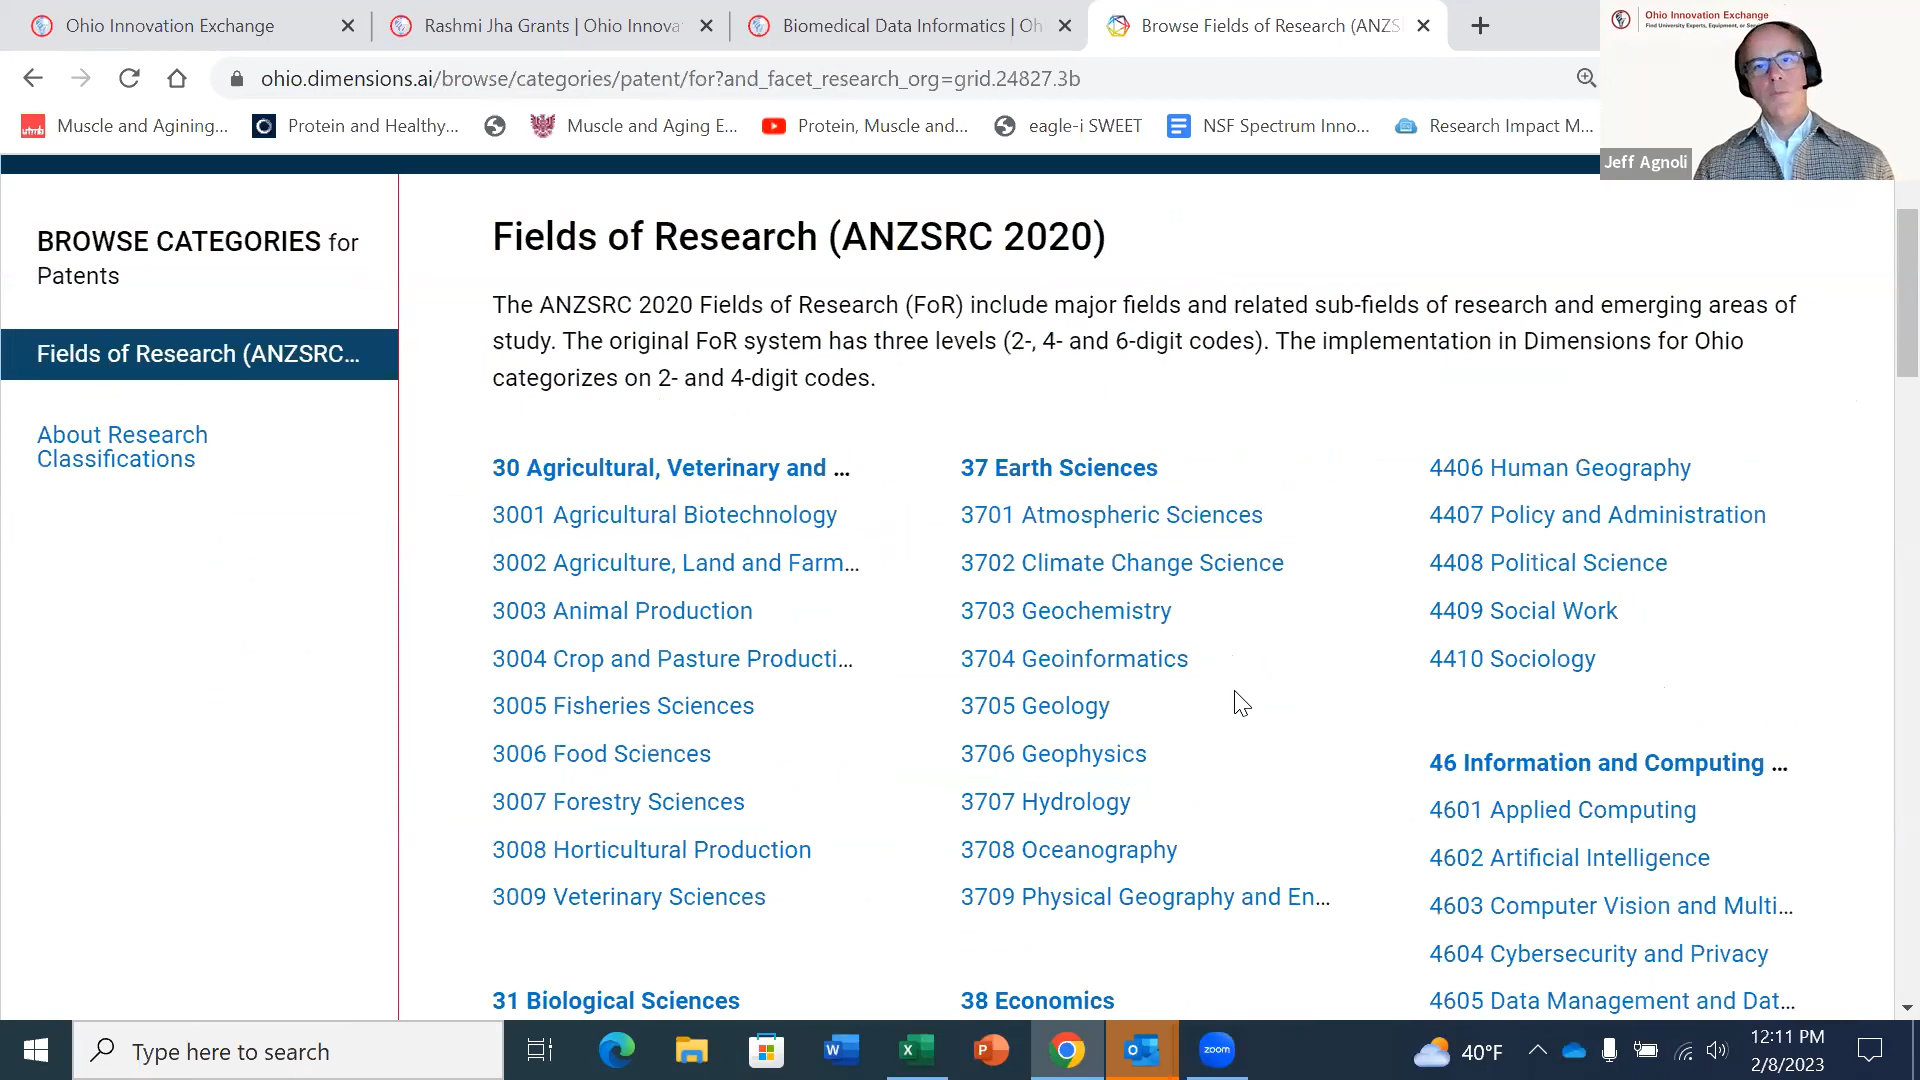 Ohio Innovation Exchange
Rashmi Jha Grants | Ohio Innova
Biomedical Data Informatics | Oh
Browse Fields of Research (ANZS
ohio.dimensions.ai/browse/categories/patent/for?and_facet_research_org=grid.24827.3b
Ohio Innovation Exchange
Jeff Agnoli
Muscle and Agining...
Protein and Healthy...
Muscle and Aging E...
Protein, Muscle and...
eagle-i SWEET
NSF Spectrum Inno...
Research Impact M...
BROWSE CATEGORIES for
Patents
Fields of Research (ANZSRC...
About Research
Classifications
Fields of Research (ANZSRC 2020)
The ANZSRC 2020 Fields of Research (FoR) include major fields and related sub-fields of research and emerging areas of
study. The original FoR system has three levels (2-, 4- and 6-digit codes). The implementation in Dimensions for Ohio
categorizes on 2- and 4-digit codes.
30 Agricultural, Veterinary and ...
3001 Agricultural Biotechnology
3002 Agriculture, Land and Farm...
3003 Animal Production
3004 Crop and Pasture Producti...
3005 Fisheries Sciences
3006 Food Sciences
3007 Forestry Sciences
3008 Horticultural Production
3009 Veterinary Sciences
31 Biological Sciences
37 Earth Sciences
3701 Atmospheric Sciences
3702 Climate Change Science
3703 Geochemistry
3704 Geoinformatics
3705 Geology
3706 Geophysics
3707 Hydrology
3708 Oceanography
3709 Physical Geography and En...
38 Economics
4406 Human Geography
4407 Policy and Administration
4408 Political Science
4409 Social Work
4410 Sociology
46 Information and Computing ...
4601 Applied Computing
4602 Artificial Intelligence
4603 Computer Vision and Multi...
4604 Cybersecurity and Privacy
4605 Data Management and Dat...
Type here to search
zoom
40°F
12:11 PM
2/8/2023